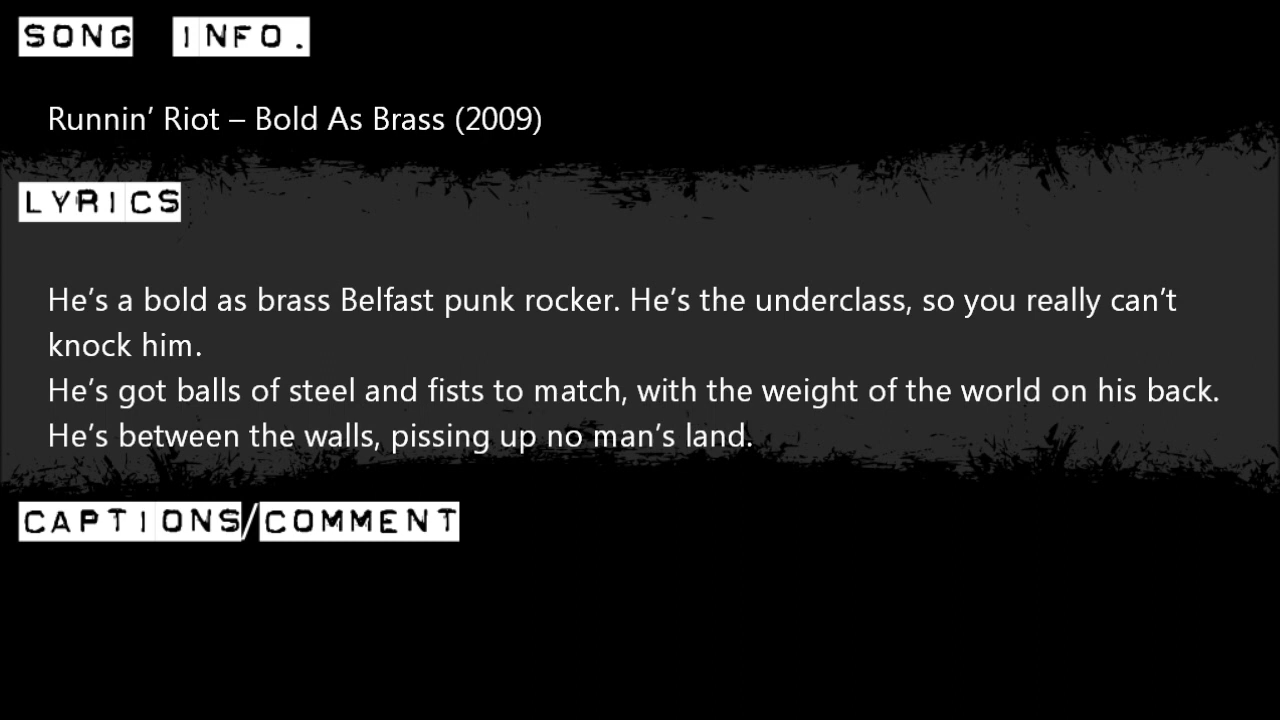 SONG INFO.
Runnin’ Riot – Bold As Brass (2009)
LYRICS
He’s a bold as brass Belfast punk rocker. He’s the underclass, so you really can’t
knock him.
He’s got balls of steel and fists to match, with the weight of the world on his back.
He’s between the walls, pissing up no man’s land.
CAPTIONS/COMMENT